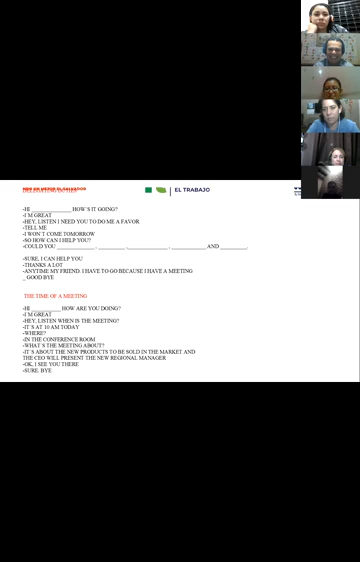 EL TRABAJO
-HI ______________ HOW´S IT GOING?
-I´M GREAT
-HEY, LISTEN I NEED YOU TO DO ME A FAVOR
-TELL ME
-I WON´T COME TOMORROW
-SO HOW CAN I HELP YOU?
-COULD YOU _____________, _________, ______________, ____________ AND _________.
-SURE, I CAN HELP YOU
-THANKS A LOT
-ANYTIME MY FRIEND. I HAVE TO GO BECAUSE I HAVE A MEETING
_ GOOD BYE
THE TIME OF A MEETING
-HI __________ HOW ARE YOU DOING?
-I´M GREAT
-HEY, LISTEN WHEN IS THE MEETING?
-IT´S AT 10 AM TODAY
-WHERE?
-IN THE CONFERENCE ROOM
-WHAT´S THE MEETING ABOUT?
-IT´S ABOUT THE NEW PRODUCTS TO BE SOLD IN THE MARKET AND
THE CEO WILL PRESENT THE NEW REGIONAL MANAGER
-OK, I SEE YOU THERE
-SURE. BYE